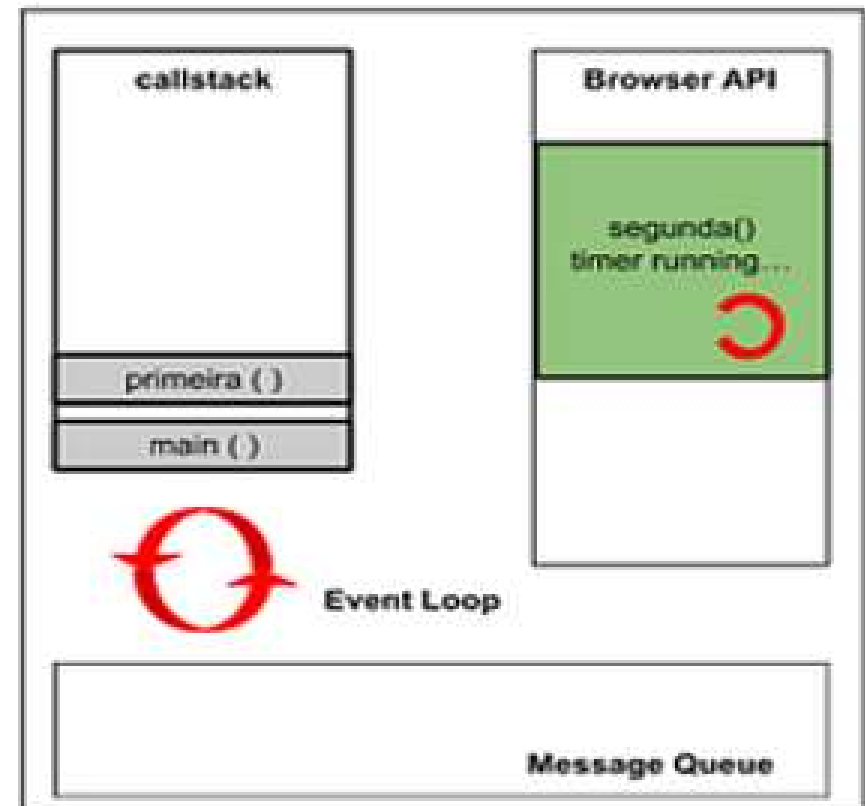 callstack
Browser API
segunda()
timer running...
primeira ( )
main ( )
Event Loop
Message Queue